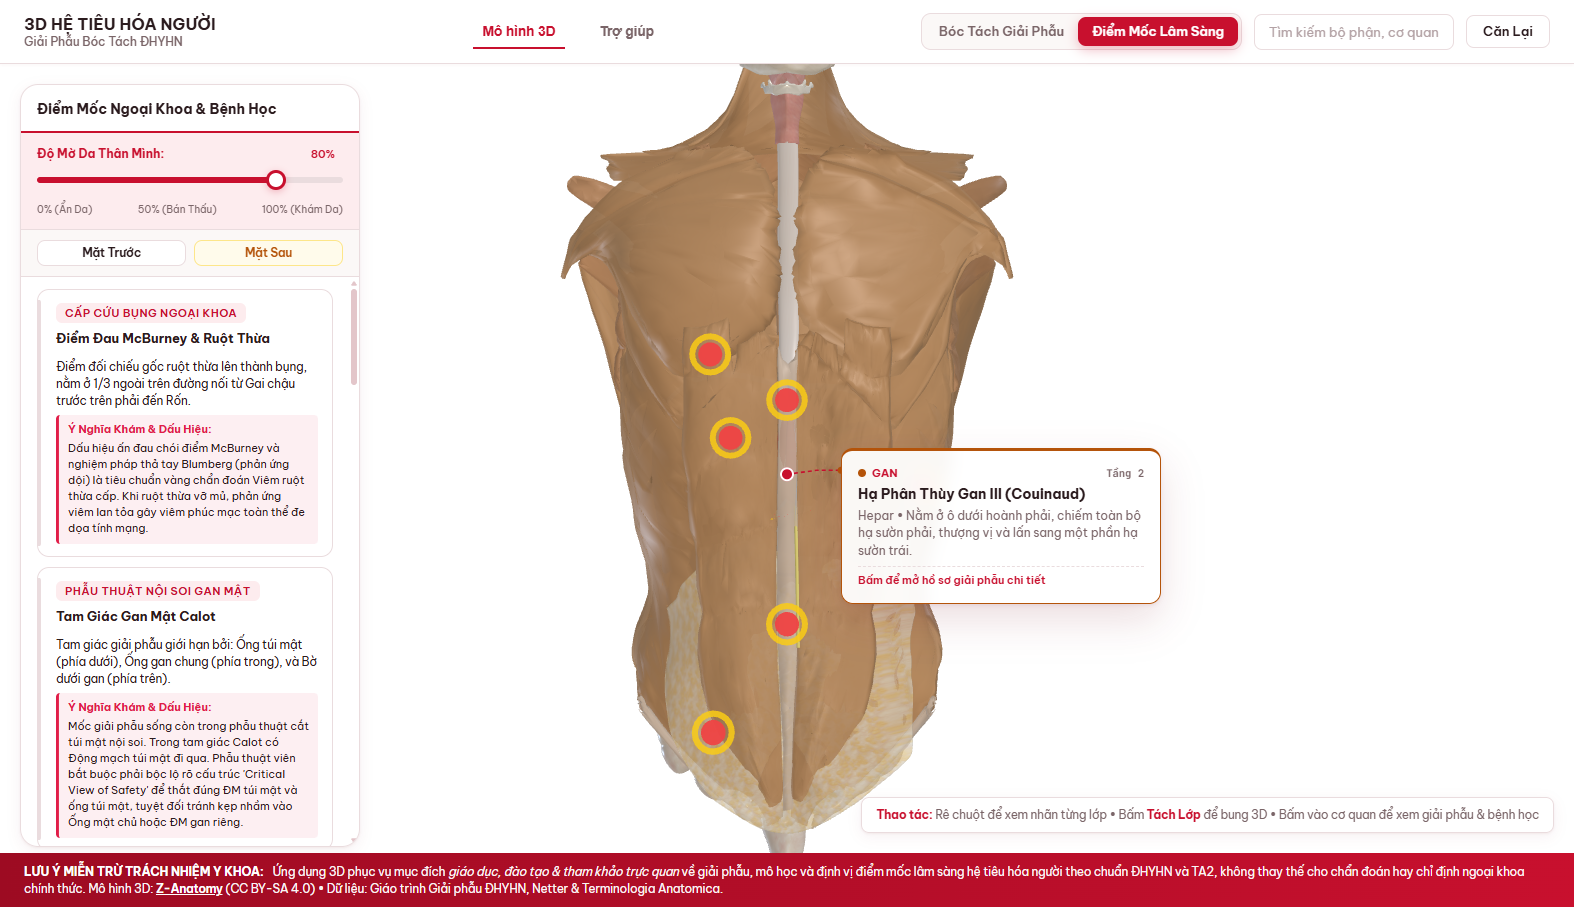 3D HỆ TIÊU HÓA NGƯỜI
Giải Phẫu Bóc Tách ĐHYHN
Mô hình 3D
Trợ giúp
Bóc Tách Giải Phẫu
Điểm Mốc Lâm Sàng
Tìm kiếm bộ phận, cơ quan
Căn Lại
Điểm Mốc Ngoại Khoa & Bệnh Học
Độ Mờ Da Thân Mình:
80%
0% (Ẩn Da)
50% (Bán Thấu)
100% (Khám Da)
Mặt Trước
Mặt Sau
CẤP CỨU BỤNG NGOẠI KHOA
Điểm Đau McBurney & Ruột Thừa
Điểm đối chiếu gốc ruột thừa lên thành bụng,
nằm ở 1/3 ngoài trên đường nối từ Gai chậu
trước trên phải đến Rốn.
Ý Nghĩa Khám & Dấu Hiệu:
Dấu hiệu ấn đau chói điểm McBurney và
nghiệm pháp thả tay Blumberg (phản ứng
dội) là tiêu chuẩn vàng chẩn đoán Viêm ruột
thừa cấp. Khi ruột thừa vỡ mủ, phản ứng
viêm lan tỏa gây viêm phúc mạc toàn thể đe
dọa tính mạng.
PHẪU THUẬT NỘI SOI GAN MẬT
Tam Giác Gan Mật Calot
Tam giác giải phẫu giới hạn bởi: Ống túi mật
(phía dưới), Ống gan chung (phía trong), và Bờ
dưới gan (phía trên).
Ý Nghĩa Khám & Dấu Hiệu:
Mốc giải phẫu sống còn trong phẫu thuật cắt
túi mật nội soi. Trong tam giác Calot có
Động mạch túi mật đi qua. Phẫu thuật viên
bắt buộc phải bộc lộ rõ cấu trúc 'Critical
View of Safety' để thắt đúng ĐM túi mật và
ống túi mật, tuyệt đối tránh kẹp nhầm vào
Ống mật chủ hoặc ĐM gan riêng.
GAN
Tầng 2
Hạ Phân Thùy Gan III (Couinaud)
Hepar • Nằm ở ô dưới hoành phải, chiếm toàn bộ
hạ sườn phải, thượng vị và lấn sang một phần hạ
sườn trái.
Bấm để mở hồ sơ giải phẫu chi tiết
Thao tác: Rê chuột để xem nhãn từng lớp • Bấm Tách Lớp để bung 3D • Bấm vào cơ quan để xem giải phẫu & bệnh học
LƯU Ý MIỄN TRỪ TRÁCH NHIỆM Y KHOA: Ứng dụng 3D phục vụ mục đích giáo dục, đào tạo & tham khảo trực quan về giải phẫu, mô học và định vị điểm mốc lâm sàng hệ tiêu hóa người theo chuẩn ĐHYHN và TA2, không thay thế cho chẩn đoán hay chỉ định ngoại khoa
chính thức. Mô hình 3D: Z-Anatomy (CC BY-SA 4.0) • Dữ liệu: Giáo trình Giải phẫu ĐHYHN, Netter & Terminologia Anatomica.